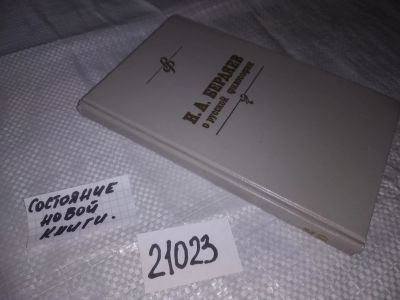 Н. А. БЕРДЯЕВ
О русской философии
СОСТОЯНИЕ
НОВОЙ
КНИГИ.
21023